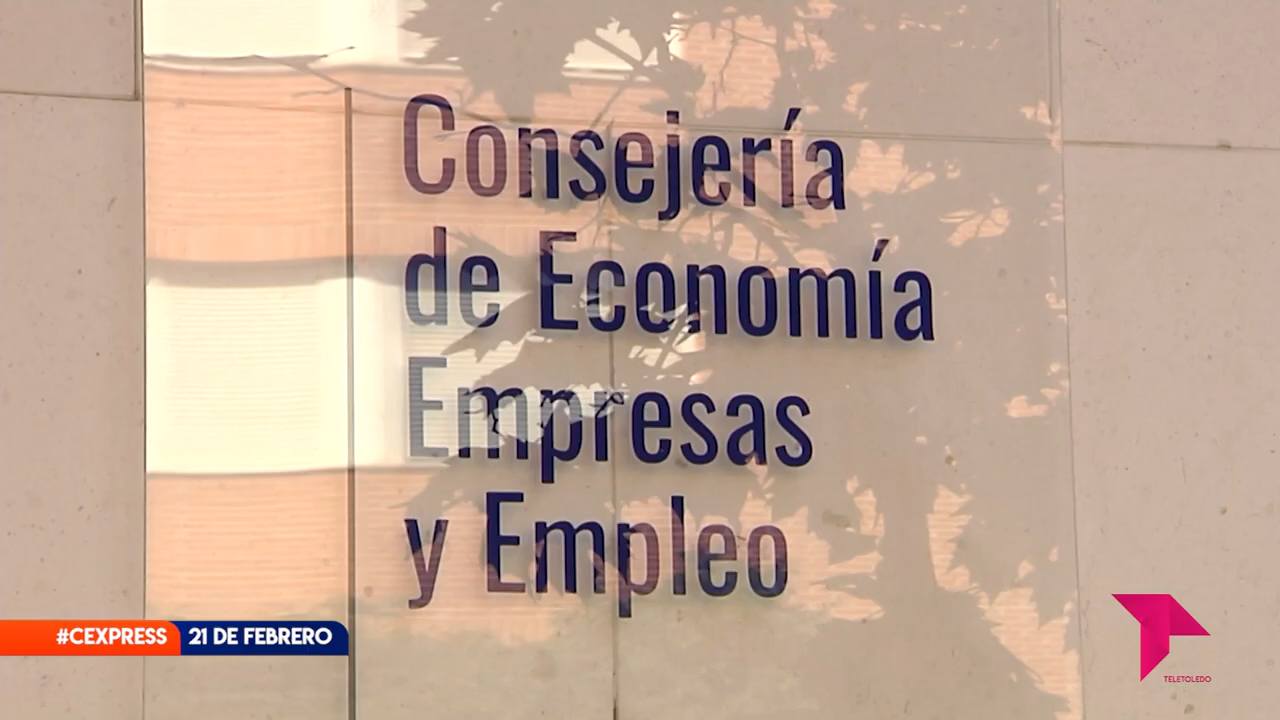 Consejería
de Economía
Empresas
y Empleo
#CEXPRESS 21 DE FEBRERO
TELETOLEDO